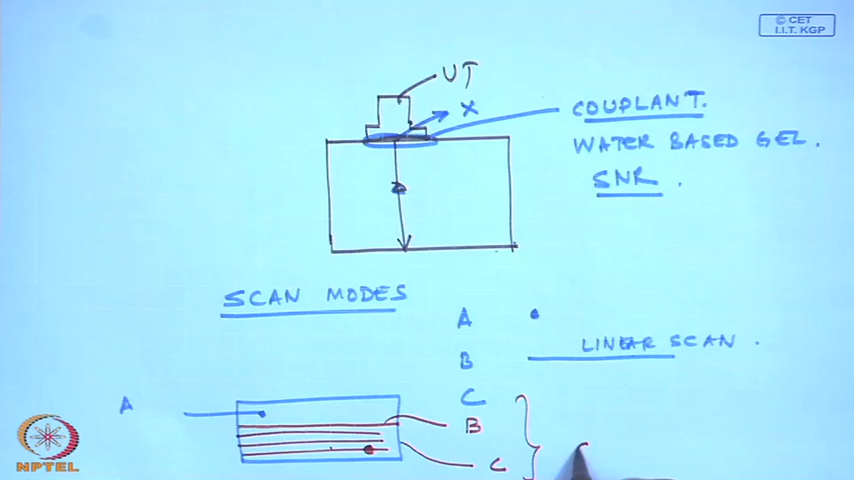 © CET
I.I.T. KGP
UT
X
COUPLANT.
WATER BASED GEL.
SNR.
SCAN MODES
A
B
LINEAR SCAN.
C
A
B
C
NPTEL